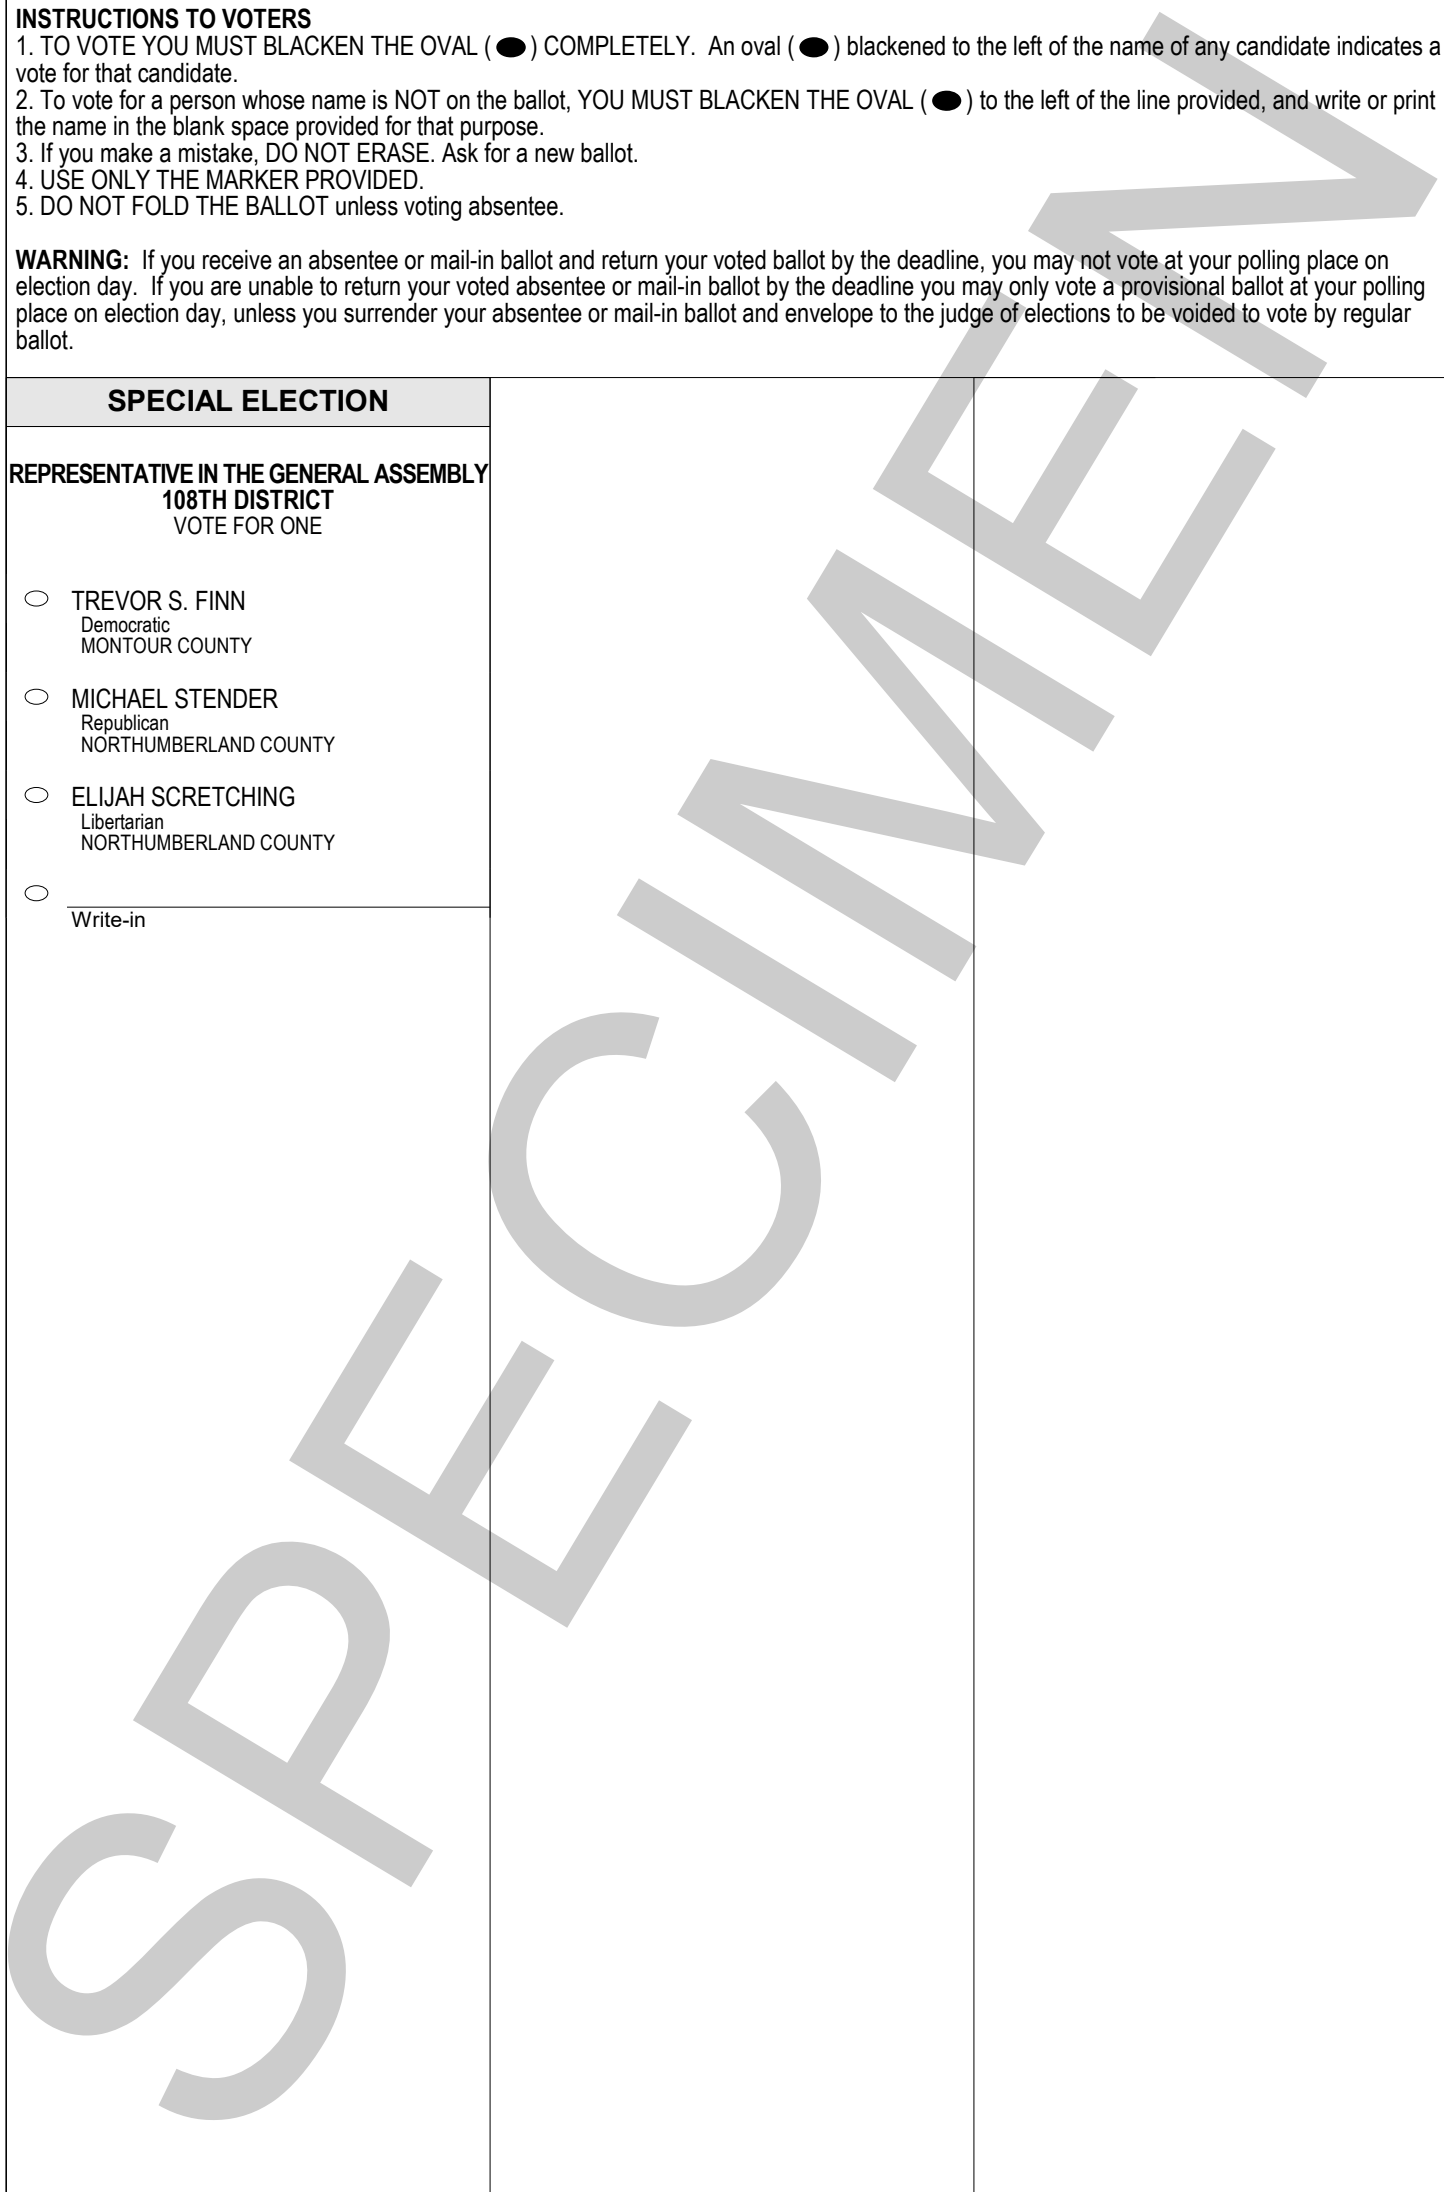 INSTRUCTIONS TO VOTERS
1. TO VOTE YOU MUST BLACKEN THE OVAL ( ) COMPLETELY. An oval ( ) blackened to the left of the name of any candidate indicates a
vote for that candidate.
2. To vote for a person whose name is NOT on the ballot, YOU MUST BLACKEN THE OVAL ( ) to the left of the line provided, and write or print
the name in the blank space provided for that purpose.
3. If you make a mistake, DO NOT ERASE. Ask for a new ballot.
4. USE ONLY THE MARKER PROVIDED.
5. DO NOT FOLD THE BALLOT unless voting absentee.
WARNING: If you receive an absentee or mail-in ballot and return your voted ballot by the deadline, you may not vote at your polling place on
election day. If you are unable to return your voted absentee or mail-in ballot by the deadline you may only vote a provisional ballot at your polling
place on election day, unless you surrender your absentee or mail-in ballot and envelope to the judge of elections to be voided to vote by regular
ballot.
SPECIAL ELECTION
REPRESENTATIVE IN THE GENERAL ASSEMBLY
108TH DISTRICT
VOTE FOR ONE
TREVOR S. FINN
Democratic
MONTOUR COUNTY
MICHAEL STENDER
Republican
NORTHUMBERLAND COUNTY
ELIJAH SCRETCHING
Libertarian
NORTHUMBERLAND COUNTY
Write-in
SPECIMEN